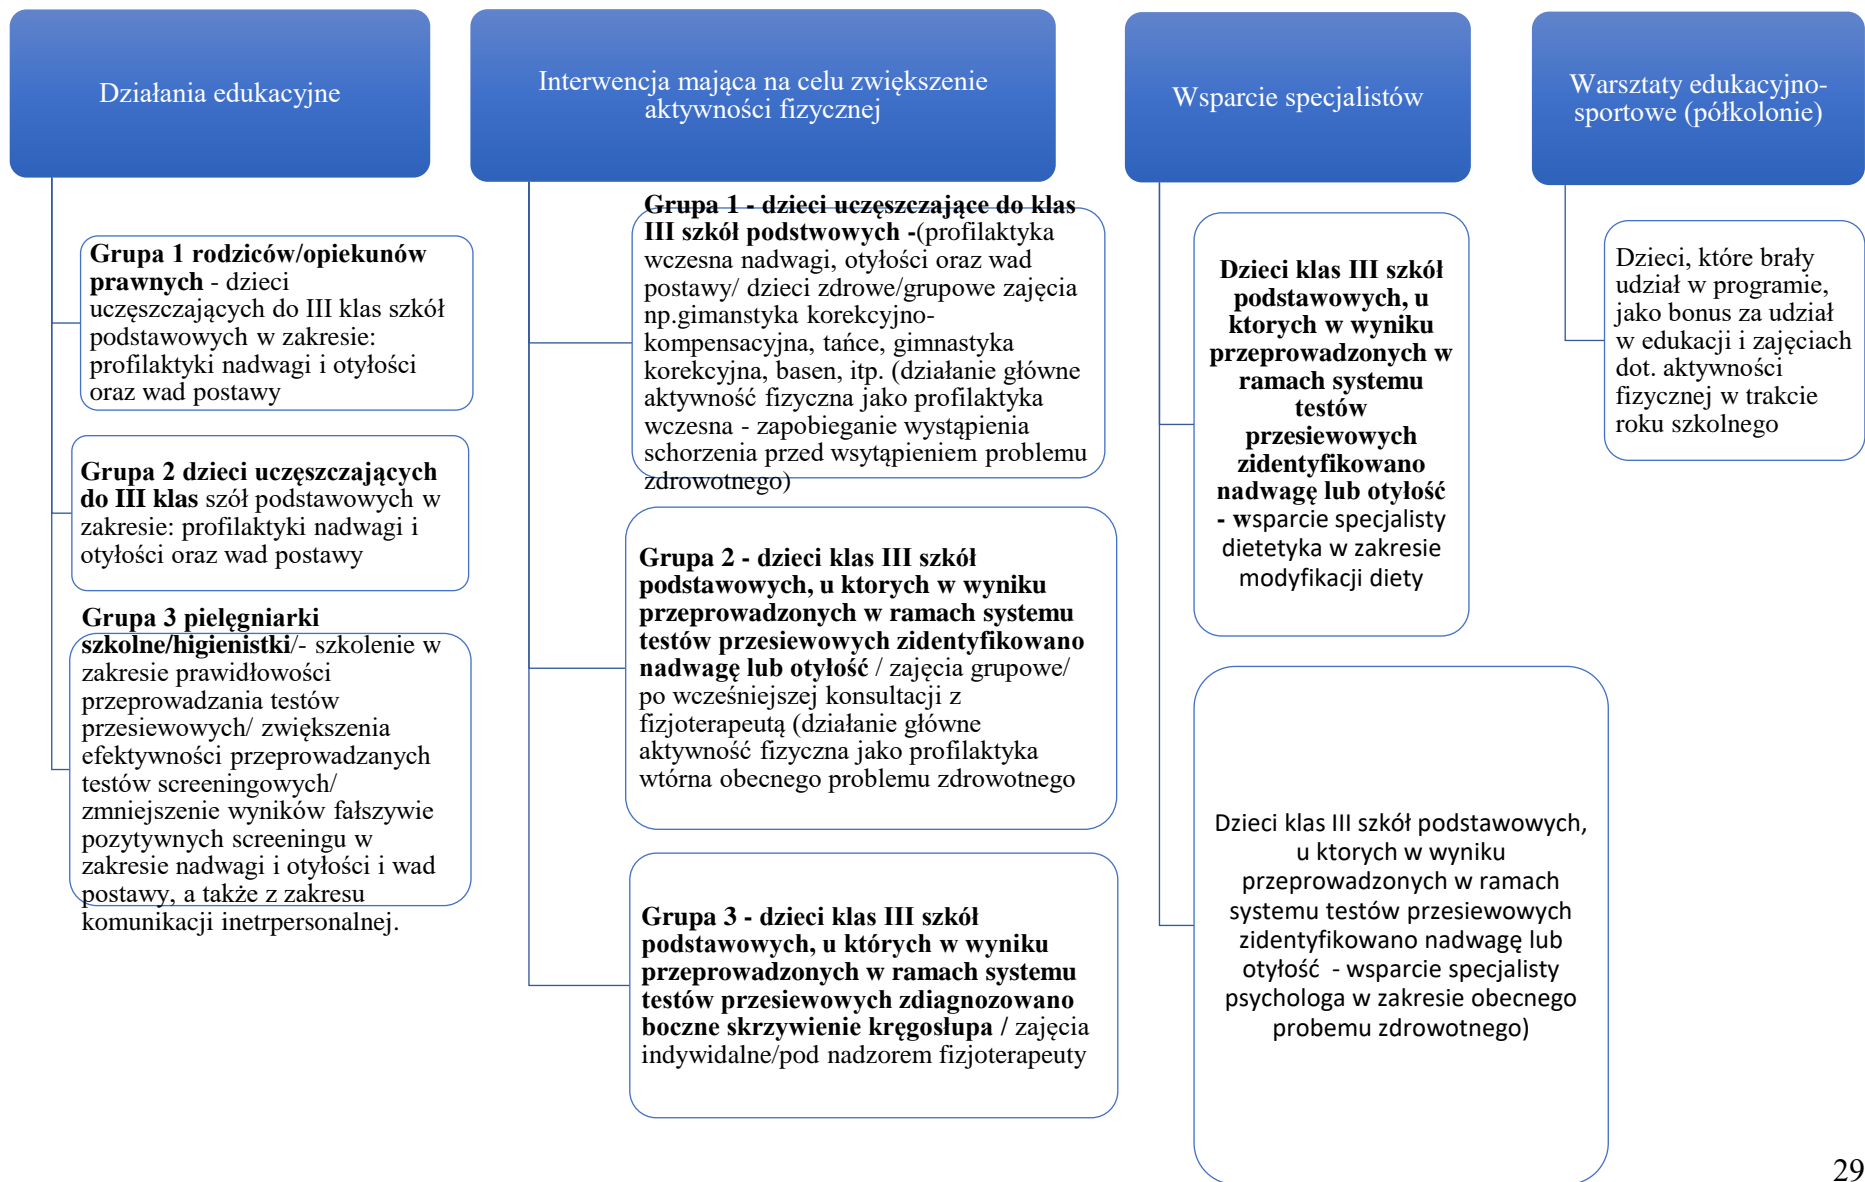 Działania edukacyjne
Grupa 1 rodziców/opiekunów
prawnych - dzieci
uczęszczających do III klas szkół
podstawowych w zakresie:
profilaktyki nadwagi i otyłości
oraz wad postawy
Grupa 2 dzieci uczęszczających
do III klas szół podstawowych w
zakresie: profilaktyki nadwagi i
otyłości oraz wad postawy
Grupa 3 pielęgniarki
szkolne/higienistki/- szkolenie w
zakresie prawidłowości
przeprowadzania testów
przesiewowych/ zwiększenia
efektywności przeprowadzanych
testów screeningowych/
zmniejszenie wyników fałszywie
pozytywnych screeningu w
zakresie nadwagi i otyłości i wad
postawy, a także z zakresu
komunikacji inetrpersonalnej.
Interwencja mająca na celu zwiększenie
aktywności fizycznej
Grupa 1 - dzieci uczęszczające do klas
III szkół podstwowych -(profilaktyka
wczesna nadwagi, otyłości oraz wad
postawy/ dzieci zdrowe/grupowe zajęcia
np.gimanstyka korekcyjno-
kompensacyjna, tańce, gimnastyka
korekcyjna, basen, itp. (działanie główne
aktywność fizyczna jako profilaktyka
wczesna - zapobieganie wystąpienia
schorzenia przed wsytąpieniem problemu
zdrowotnego)
Grupa 2 - dzieci klas III szkół
podstawowych, u ktorych w wyniku
przeprowadzonych w ramach systemu
testów przesiewowych zidentyfikowano
nadwagę lub otyłość / zajęcia grupowe/
po wcześniejszej konsultacji z
fizjoterapeutą (działanie główne
aktywność fizyczna jako profilaktyka
wtórna obecnego problemu zdrowotnego
Grupa 3 - dzieci klas III szkół
podstawowych, u których w wyniku
przeprowadzonych w ramach systemu
testów przesiewowych zdiagnozowano
boczne skrzywienie kręgosłupa / zajęcia
indywidalne/pod nadzorem fizjoterapeuty
Wsparcie specjalistów
Dzieci klas III szkół
podstawowych, u
ktorych w wyniku
przeprowadzonych w
ramach systemu
testów
przesiewowych
zidentyfikowano
nadwagę lub otyłość
- wsparcie specjalisty
dietetyka w zakresie
modyfikacji diety
Dzieci klas III szkół podstawowych,
u ktorych w wyniku
przeprowadzonych w ramach
systemu testów przesiewowych
zidentyfikowano nadwagę lub
otyłość - wsparcie specjalisty
psychologa w zakresie obecnego
probemu zdrowotnego)
Warsztaty edukacyjno-
sportowe (półkolonie)
Dzieci, które brały
udział w programie,
jako bonus za udział
w edukacji i zajęciach
dot. aktywności
fizycznej w trakcie
roku szkolnego
29